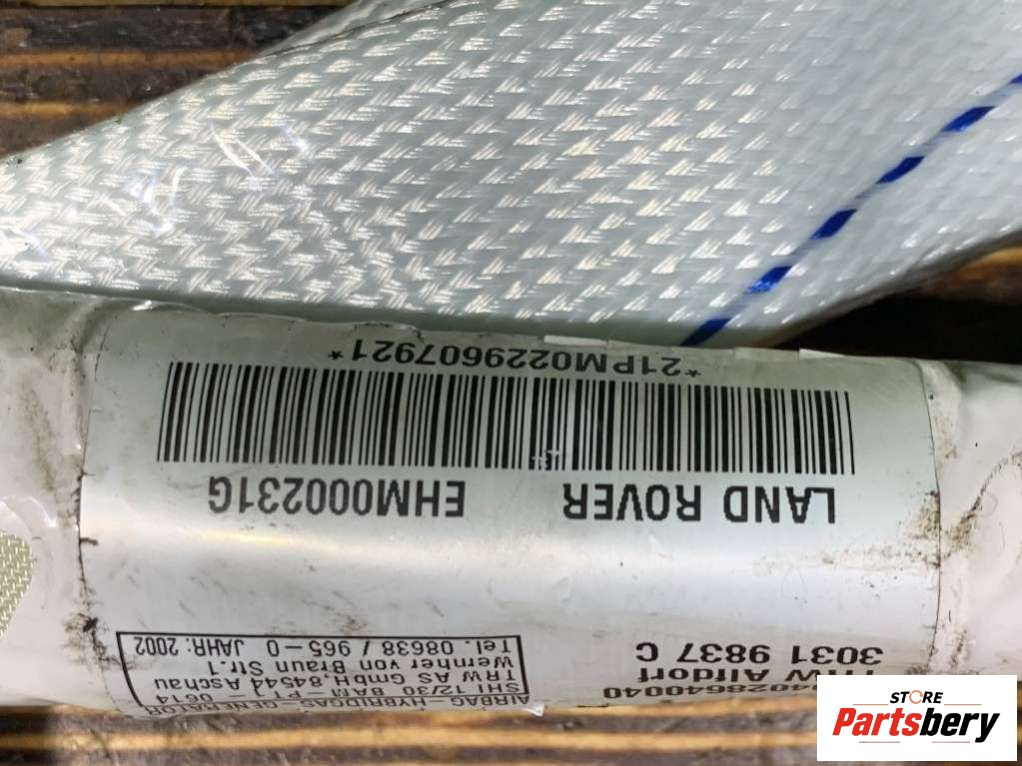 *21PM0229607921*
LAND ROVER EHM000231G
3031 9837 C
TRW Alfdorf
AIRBAG-HYBRIDGAS GENERATOR
SHI 12/30 BAM-PT1- 0614
TRW AS GmbH,84544 Aschau
Wernher von Braun Str.1
Tel. 08638 / 965-0 JAHR: 2002
STORE
Partsbery